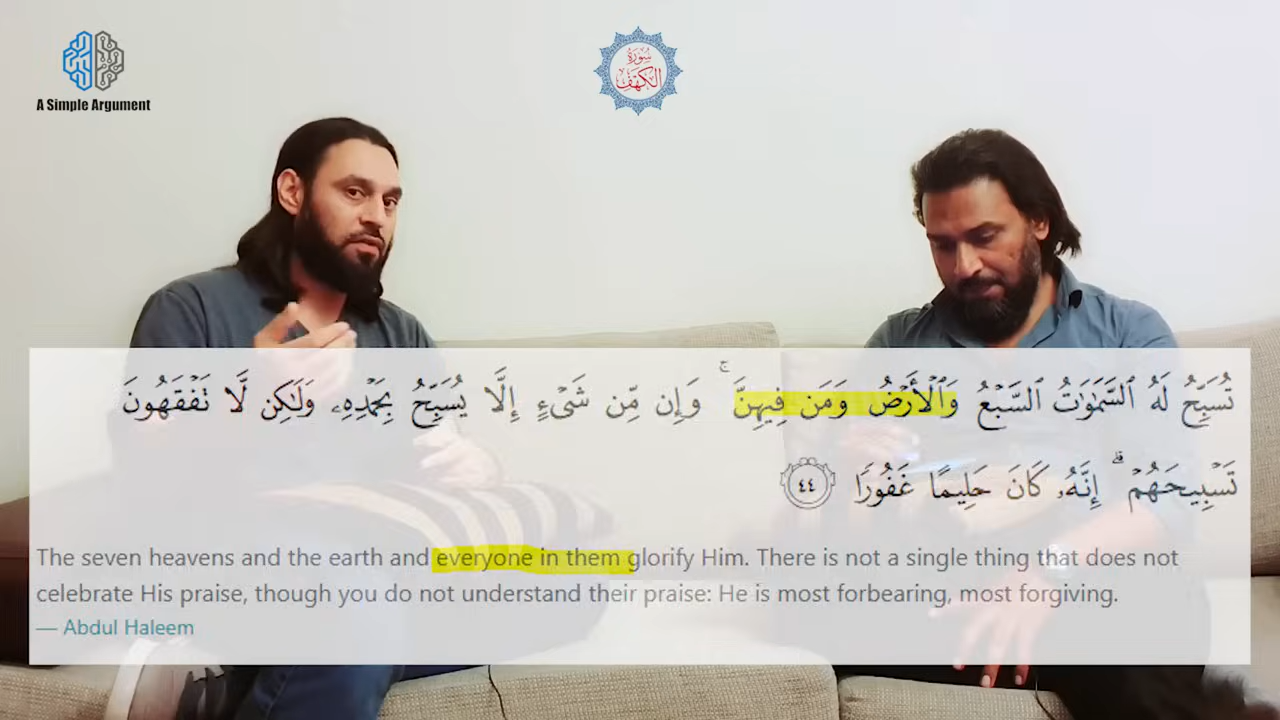 A Simple Argument
سُورَةُ
الكَهْف
تُسَبِّحُ لَهُ ٱلسَّمَـٰوَٰتُ ٱلسَّبْعُ وَٱلْأَرْضُ وَمَن فِيهِنَّ ۚ وَإِن مِّن شَىْءٍ إِلَّا يُسَبِّحُ بِحَمْدِهِۦ وَلَـٰكِن لَّا تَفْقَهُونَ
تَسْبِيحَهُمْ ۗ إِنَّهُۥ كَانَ حَلِيمًا غَفُورًا ٤٤
The seven heavens and the earth and everyone in them glorify Him. There is not a single thing that does not
celebrate His praise, though you do not understand their praise: He is most forbearing, most forgiving.
— Abdul Haleem